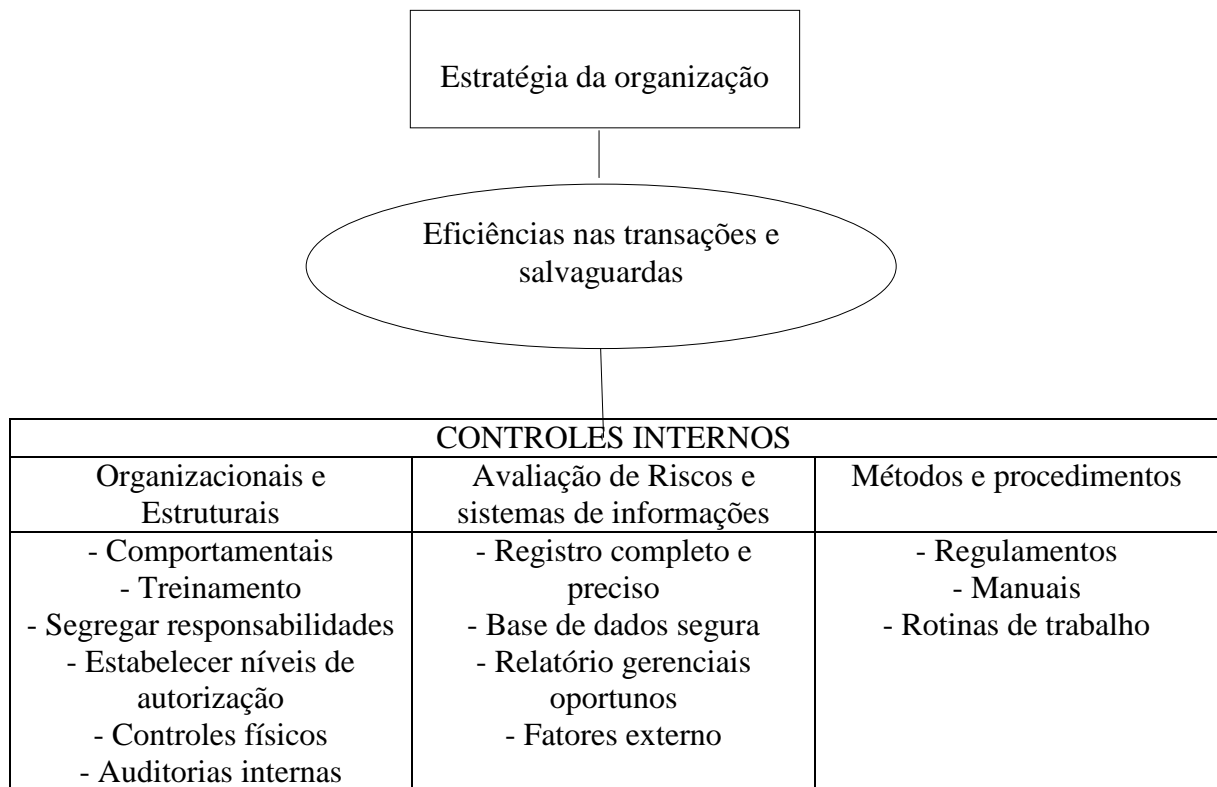 Estratégia da organização
Eficiências nas transações e
salvaguardas
CONTROLES INTERNOS
Organizacionais e
Estruturais
Avaliação de Riscos e
sistemas de informações
Métodos e procedimentos
- Comportamentais
- Treinamento
- Segregar responsabilidades
- Estabelecer níveis de
autorização
- Controles físicos
- Auditorias internas
- Registro completo e
preciso
- Base de dados segura
- Relatório gerenciais
oportunos
- Fatores externo
- Regulamentos
- Manuais
- Rotinas de trabalho